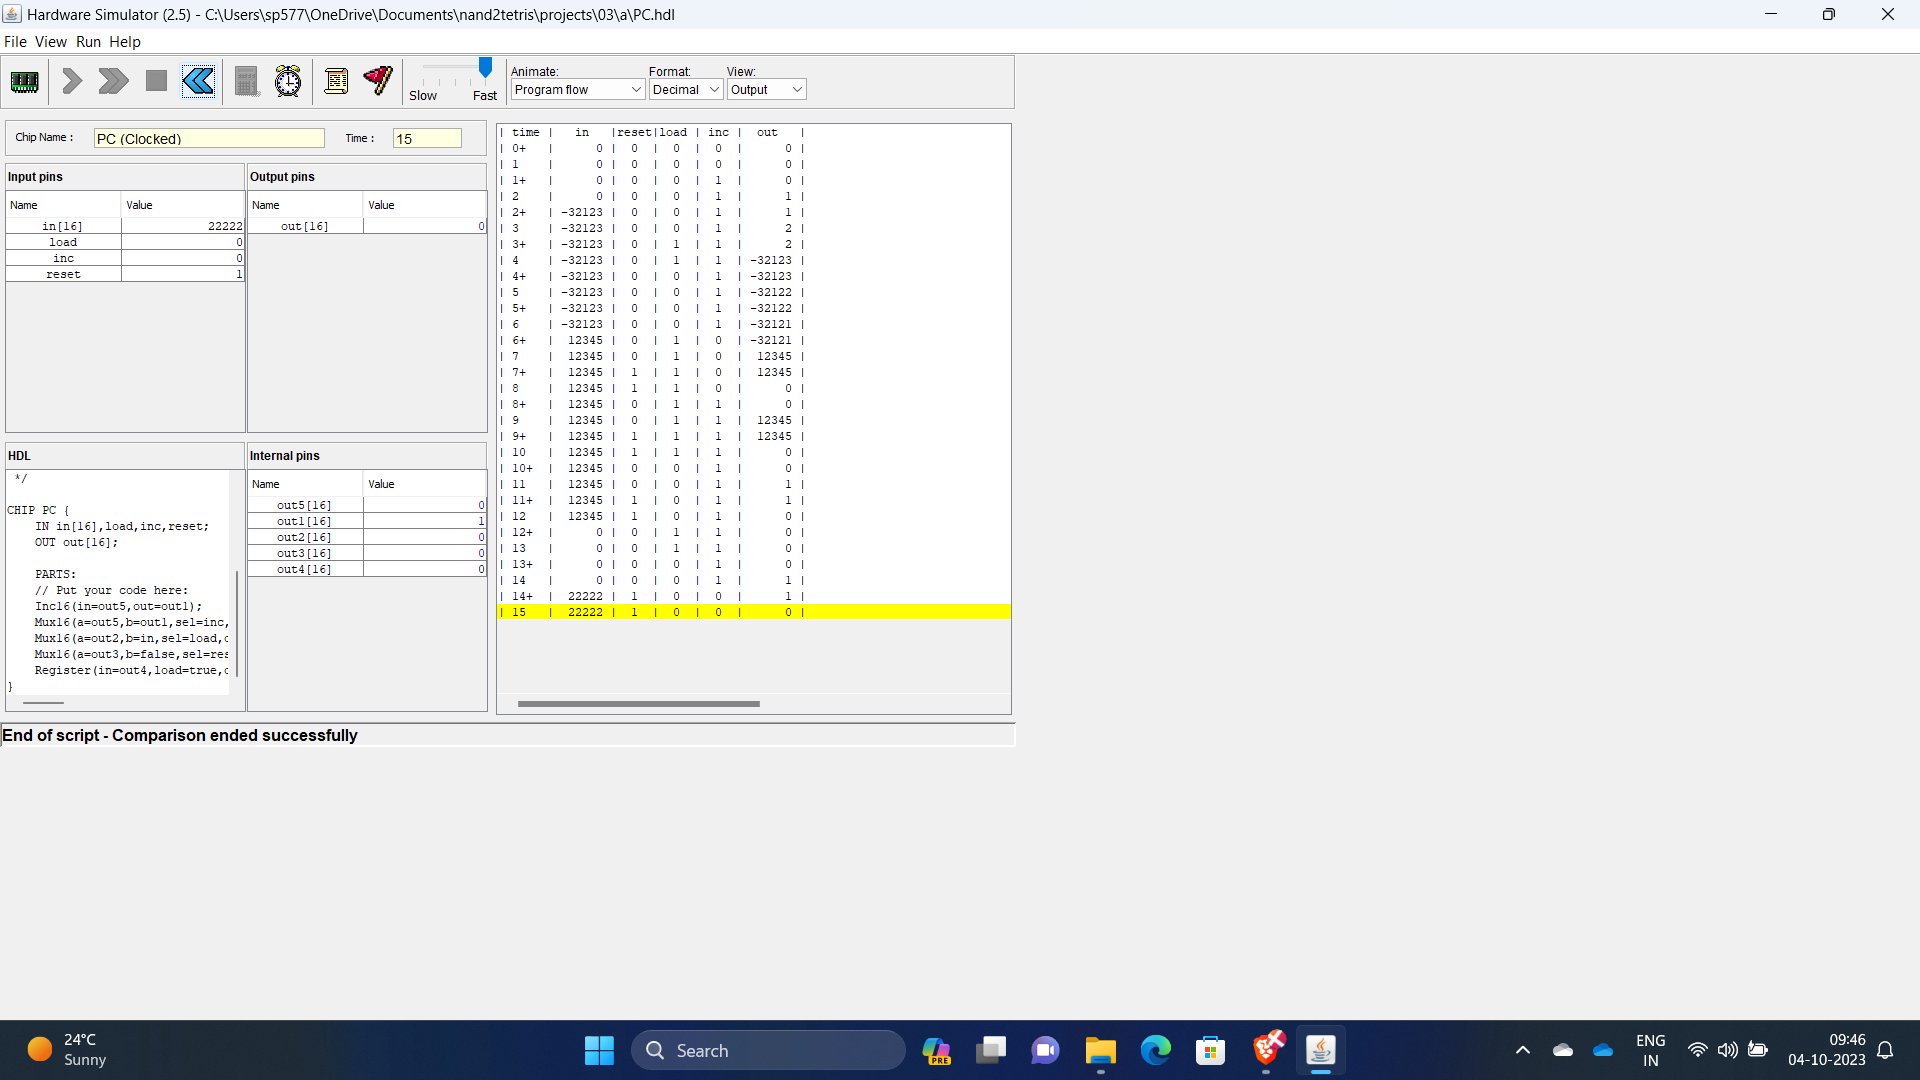 Hardware Simulator (2.5) - C:\Users\sp577\OneDrive\Documents\nand2tetris\projects\03\a\PC.hdl
File View Run Help
Slow Fast
Animate: Format: View:
Program flow Decimal Output
Chip Name : PC (Clocked) Time : 15
Input pins
Name Value
in[16] 22222
load 0
inc 0
reset 1
Output pins
Name Value
out[16] 0
HDL
*/
CHIP PC {
IN in[16],load,inc,reset;
OUT out[16];
PARTS:
// Put your code here:
Inc16(in=out5,out=out1);
Mux16(a=out5,b=out1,sel=inc,
Mux16(a=out2,b=in,sel=load,
Mux16(a=out3,b=false,sel=res
Register(in=out4,load=true,
}
Internal pins
Name Value
out5[16] 0
out1[16] 1
out2[16] 0
out3[16] 0
out4[16] 0
| time | in |reset|load | inc | out |
| 0+ | 0 | 0 | 0 | 0 | 0 |
| 1 | 0 | 0 | 0 | 0 | 0 |
| 1+ | 0 | 0 | 0 | 1 | 0 |
| 2 | 0 | 0 | 0 | 1 | 1 |
| 2+ | -32123 | 0 | 0 | 1 | 1 |
| 3 | -32123 | 0 | 0 | 1 | 2 |
| 3+ | -32123 | 0 | 1 | 1 | 2 |
| 4 | -32123 | 0 | 1 | 1 | -32123 |
| 4+ | -32123 | 0 | 0 | 1 | -32123 |
| 5 | -32123 | 0 | 0 | 1 | -32122 |
| 5+ | -32123 | 0 | 0 | 1 | -32122 |
| 6 | -32123 | 0 | 0 | 1 | -32121 |
| 6+ | 12345 | 0 | 1 | 0 | -32121 |
| 7 | 12345 | 0 | 1 | 0 | 12345 |
| 7+ | 12345 | 1 | 1 | 0 | 12345 |
| 8 | 12345 | 1 | 1 | 0 | 0 |
| 8+ | 12345 | 0 | 1 | 1 | 0 |
| 9 | 12345 | 0 | 1 | 1 | 12345 |
| 9+ | 12345 | 1 | 1 | 1 | 12345 |
| 10 | 12345 | 1 | 1 | 1 | 0 |
| 10+ | 12345 | 0 | 0 | 1 | 0 |
| 11 | 12345 | 0 | 0 | 1 | 1 |
| 11+ | 12345 | 1 | 0 | 1 | 1 |
| 12 | 12345 | 1 | 0 | 1 | 0 |
| 12+ | 0 | 0 | 1 | 1 | 0 |
| 13 | 0 | 0 | 1 | 1 | 0 |
| 13+ | 0 | 0 | 0 | 1 | 0 |
| 14 | 0 | 0 | 0 | 1 | 1 |
| 14+ | 22222 | 1 | 0 | 0 | 1 |
| 15 | 22222 | 1 | 0 | 0 | 0 |
End of script - Comparison ended successfully
24°C
Sunny
Search
PRE
ENG
IN
09:46
04-10-2023